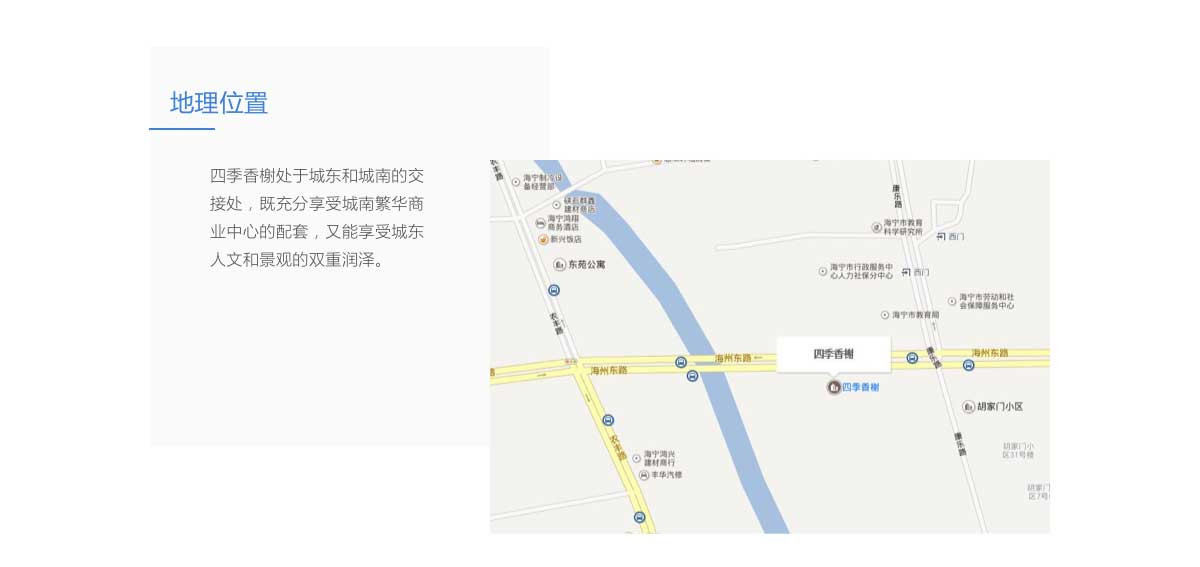 地理位置
四季香榭处于城东和城南的交
接处，既充分享受城南繁华商
业中心的配套，又能享受城东
人文和景观的双重润泽。
农丰路
海宁制冷设
备经营部
硖石群鑫
建材商店
海宁鸿翔
商务酒店
新兴饭店
东苑公寓
农丰路
康乐路
海宁市教育
科学研究所
西门
海宁市行政服务中
心人力社保分中心
西门
海宁市劳动和社
会保障服务中心
海宁市教育局
四季香榭
海州东路
海州东路
海州东路
康乐路
四季香榭
胡家门小区
农丰路
康乐路
胡家门小
区31号楼
海宁鸿兴
建材商行
丰华汽修
胡家门
区7号